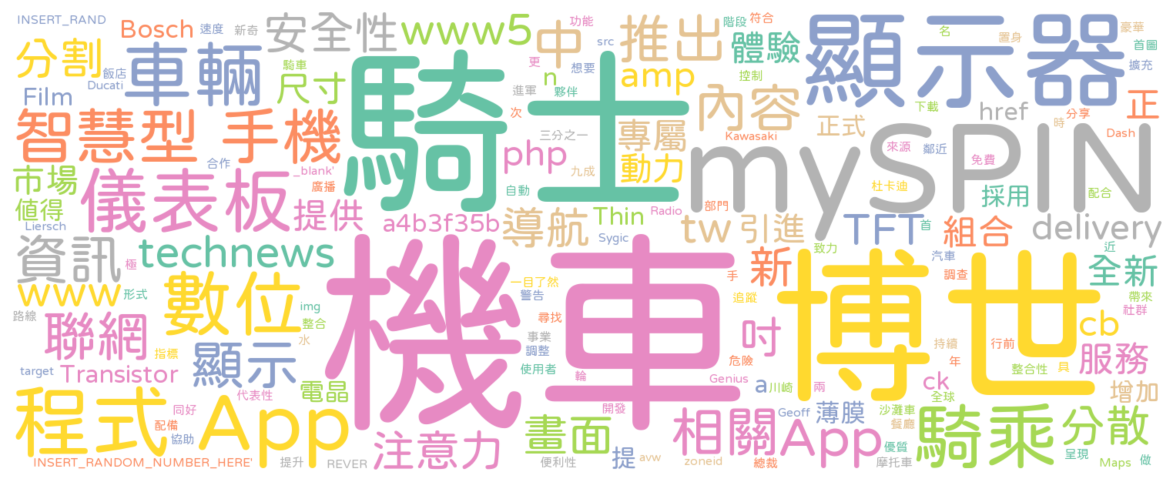 INSERT_RAND
Bosch
速度
新奇
安全性
www5
中
推出
階段
符合
功能
體驗
顯示器
名
置身
豪華
首圖
擴充
分割
飯店
Ducati
車輛
騎車
尺寸
騎士
更
n
src
想要
夥伴
amp
控制
內容
下載
href
分享
正
Dash
Film
智慧型 手機
進軍
次
三分之一
專屬
Kawasaki
正式
mySPIN
來源
鄰近
免費
時
市場
合作
_blank'
廣播
php
九成
動力
自動
杜卡迪
採用
配合
值得
Liersch
儀表板
提供
a4b3f35b
導航
Thin
Radio
部門
Sygic
tw
引進
TFT
首
組合
delivery
致力
資訊
technews
極
機車
一目了然
警告
手
新
博世
汽車
調查
近
全新
帶來
www
形式
數位
img
整合
追蹤
尋找
社群
路線
水
事業
調整
吋
cb
聯網
指標
顯示
危險
持續
年
行前
服務
target
Transistor
代表性
電晶
使用者
輪
Genius
a
川崎
兩
ck
整合性
具
全球
增加
程式
App
同好
配備
協助
開發
Geoff
薄膜
沙灘車
餐廳
騎乘
分散
注意力
畫面
相關
App
優質
呈現
INSERT_RANDOM_NUMBER_HERE'
提升
REVER
便利性
提
avw
zoneid
總裁
摩托車
Maps
做